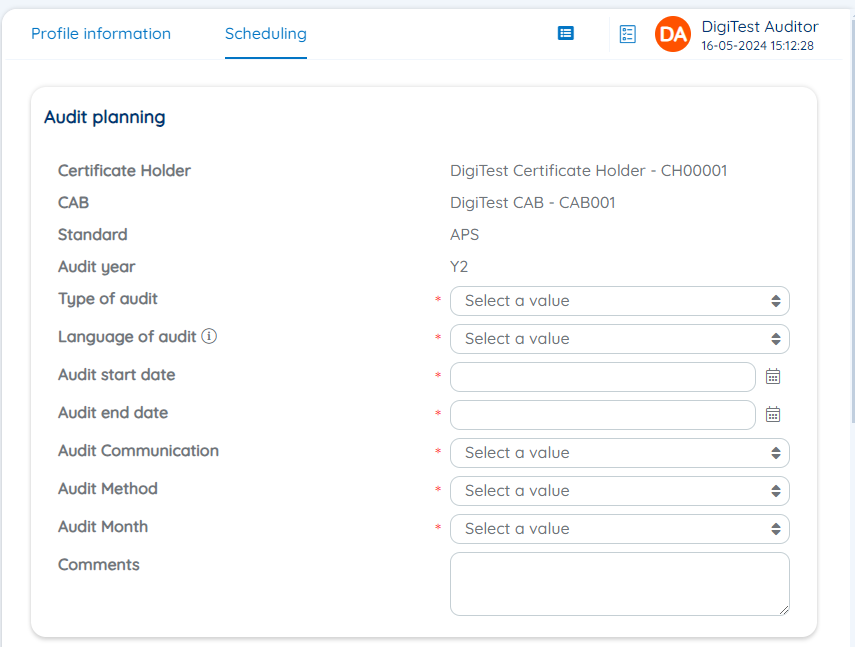 Profile information Scheduling DA DigiTest Auditor
16-05-2024 15:12:28
Audit planning
Certificate Holder DigiTest Certificate Holder - CH00001
CAB DigiTest CAB - CAB001
Standard APS
Audit year Y2
Type of audit * Select a value
Language of audit * Select a value
Audit start date *
Audit end date *
Audit Communication * Select a value
Audit Method * Select a value
Audit Month * Select a value
Comments